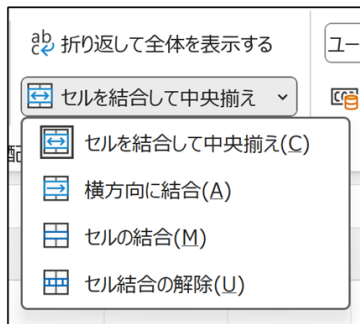 折り返して全体を表示する
ユー
セルを結合して中央揃え
配
セルを結合して中央揃え(C)
横方向に結合(A)
セルの結合(M)
セル結合の解除(U)